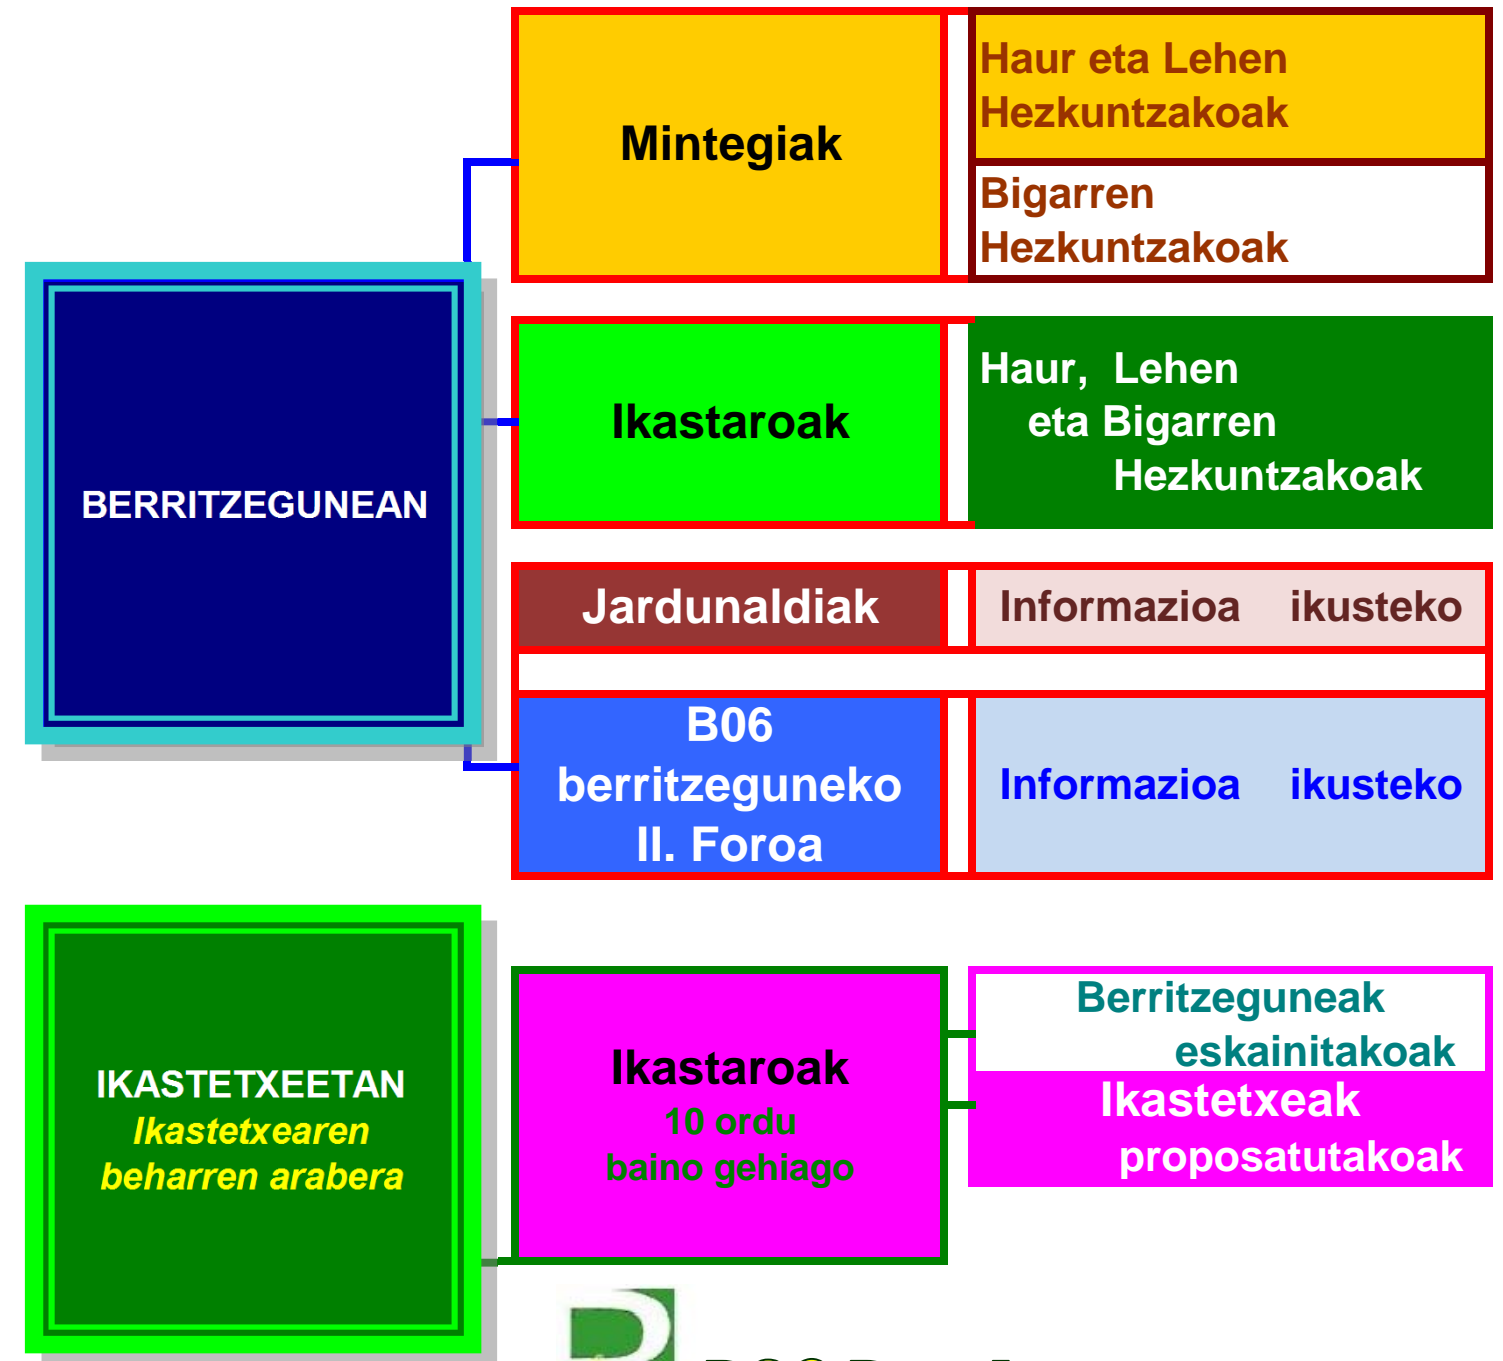 Mintegiak
Haur eta Lehen
Hezkuntzakoak
Bigarren
Hezkuntzakoak
BERRITZEGUNEAN
Ikastaroak
Haur, Lehen
eta Bigarren
Hezkuntzakoak
Jardunaldiak
Informazioa ikusteko
B06
berritzeguneko
II. Foroa
Informazioa ikusteko
IKASTETXEETAN
Ikastetxearen
beharren arabera
Ikastaroak
10 ordu
baino gehiago
Berritzeguneak
eskainitakoak
Ikastetxeak
proposatutakoak